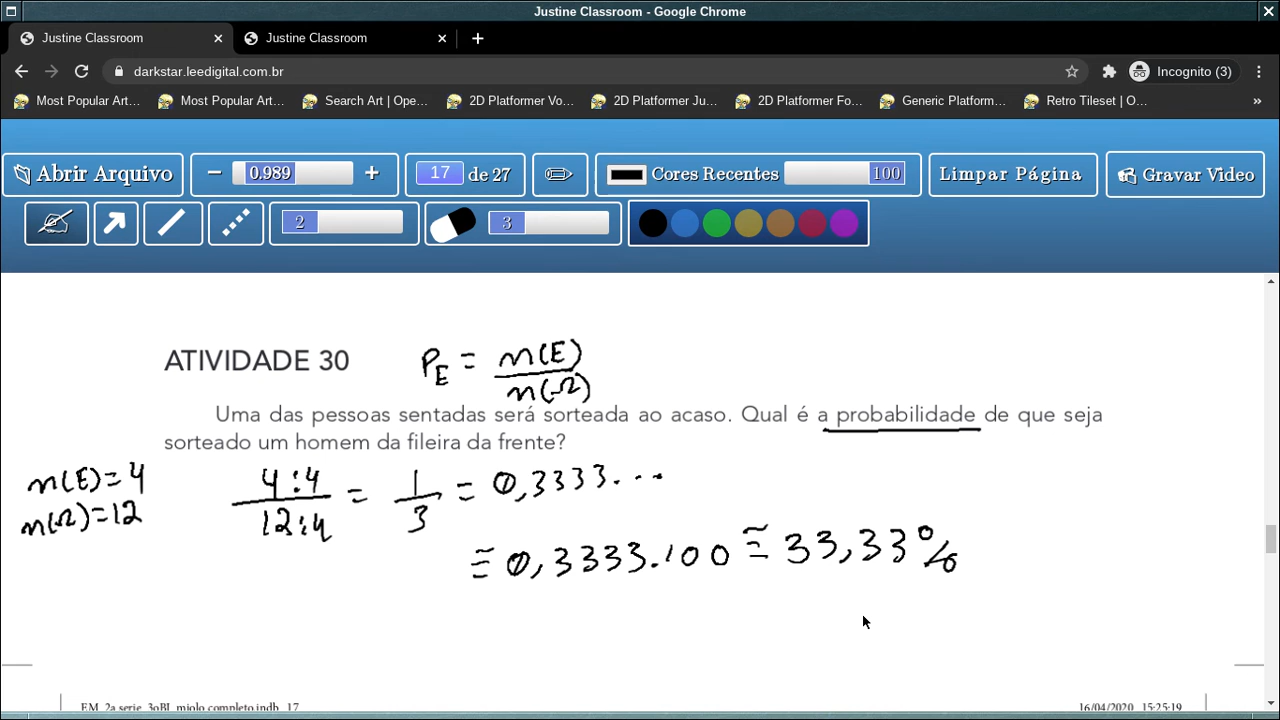 Justine Classroom - Google Chrome
Justine Classroom
Justine Classroom
darkstar.leedigital.com.br
Incognito (3)
Most Popular Art...
Most Popular Art...
Search Art | Ope...
2D Platformer Vo...
2D Platformer Ju...
2D Platformer Fo...
Generic Platform...
Retro Tileset | O...
Abrir Arquivo
− 0,989 +
17 de 27
Cores Recentes 100
Limpar Página
Gravar Video
2
3
ATIVIDADE 30
P_E = n(E)/n(Ω)
Uma das pessoas sentadas será sorteada ao acaso. Qual é a probabilidade de que seja
sorteado um homem da fileira da frente?
n(E)=4
n(Ω)=12
4:4/12:4 = 1/3 = 0,3333...
≅ 0,3333.100 ≅ 33,33%
EM_2a serie_3oBI_miolo completo.indb 17
16/04/2020 15:25:19